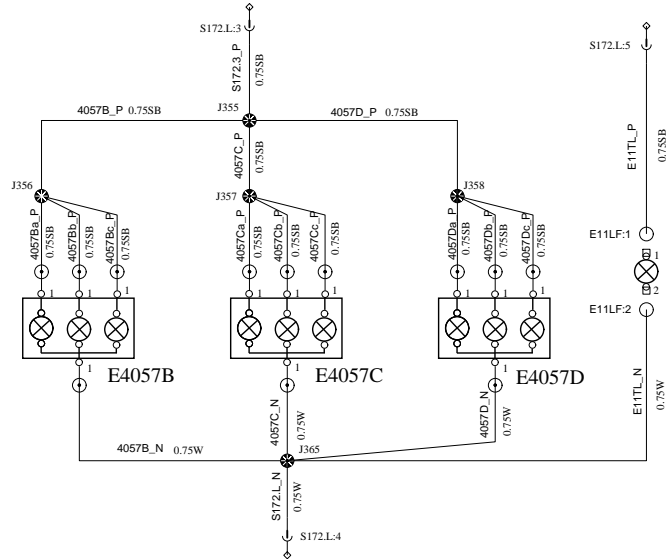 S172.L:3
S172.3_P
0.75SB
S172.L:5
E11TL_P
0.75SB
4057B_P 0.75SB
J355
4057D_P 0.75SB
4057C_P
0.75SB
J356
J357
J358
4057Ba_P
0.75SB
4057Bb_P
0.75SB
4057Bc_P
0.75SB
4057Ca_P
0.75SB
4057Cb_P
0.75SB
4057Cc_P
0.75SB
4057Da_P
0.75SB
4057Db_P
0.75SB
4057Dc_P
0.75SB
E11LF:1
1
2
E11LF:2
1
1
1
1
1
1
1
1
1
1
E4057B
1
E4057C
1
E4057D
4057B_N 0.75W
4057C_N
0.75W
4057D_N
0.75W
E11TL_N
0.75W
J365
S172.L_N
0.75W
S172.L:4